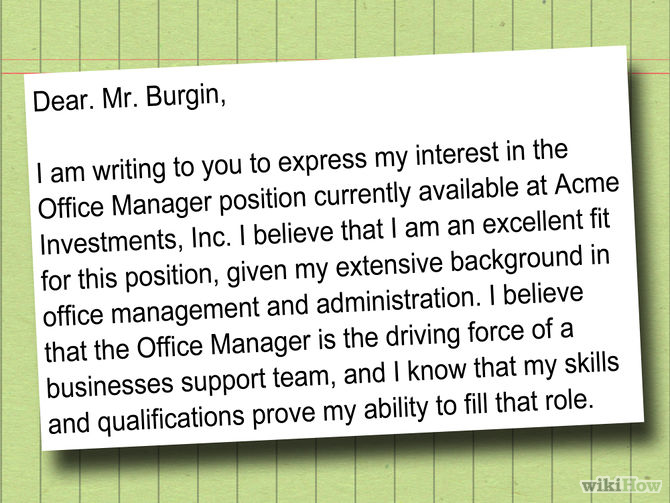 Dear. Mr. Burgin,
I am writing to you to express my interest in the
Office Manager position currently available at Acme
Investments, Inc. I believe that I am an excellent fit
for this position, given my extensive background in
office management and administration. I believe
that the Office Manager is the driving force of a
businesses support team, and I know that my skills
and qualifications prove my ability to fill that role.
wikiHow